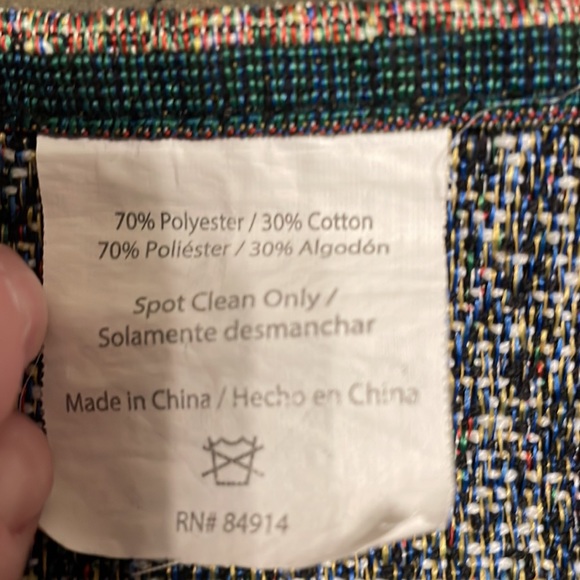 70% Polyester / 30% Cotton
70% Poliéster / 30% Algodón
Spot Clean Only /
Solamente desmanchar
Made in China / Hecho en China
RN# 84914